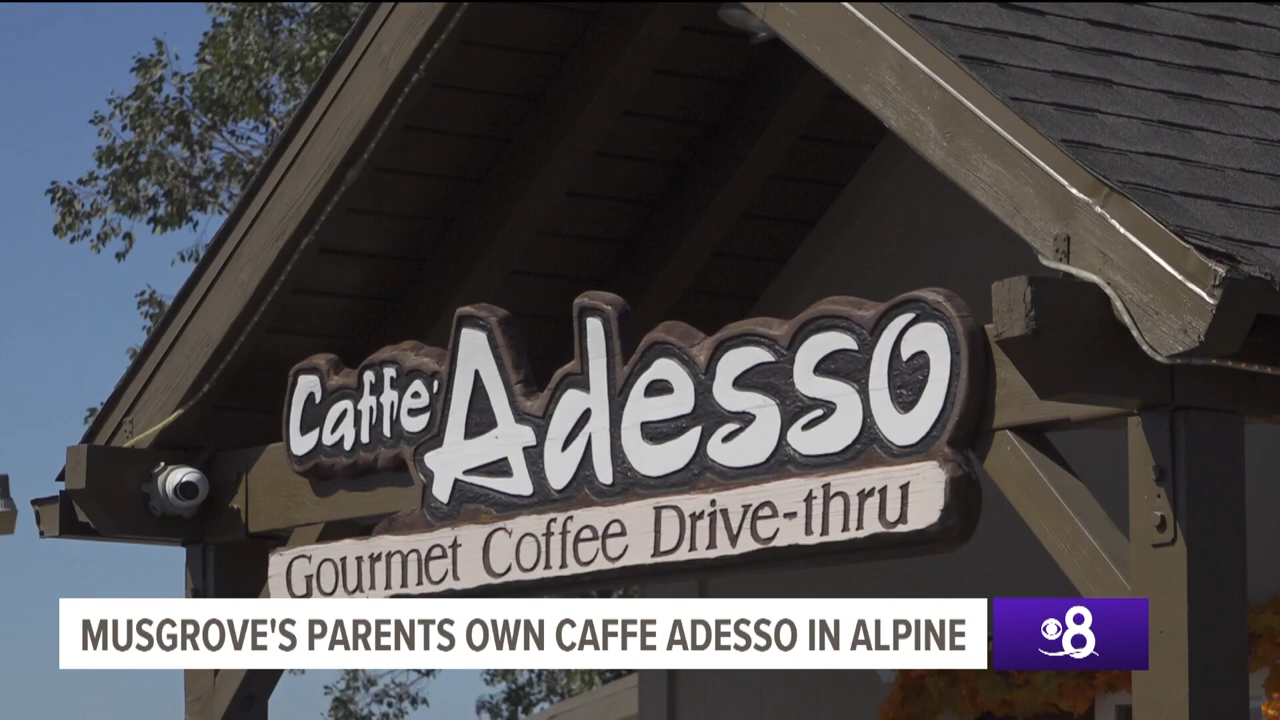 Caffe'
Adesso
Gourmet Coffee Drive-thru
MUSGROVE'S PARENTS OWN CAFFE ADESSO IN ALPINE
8